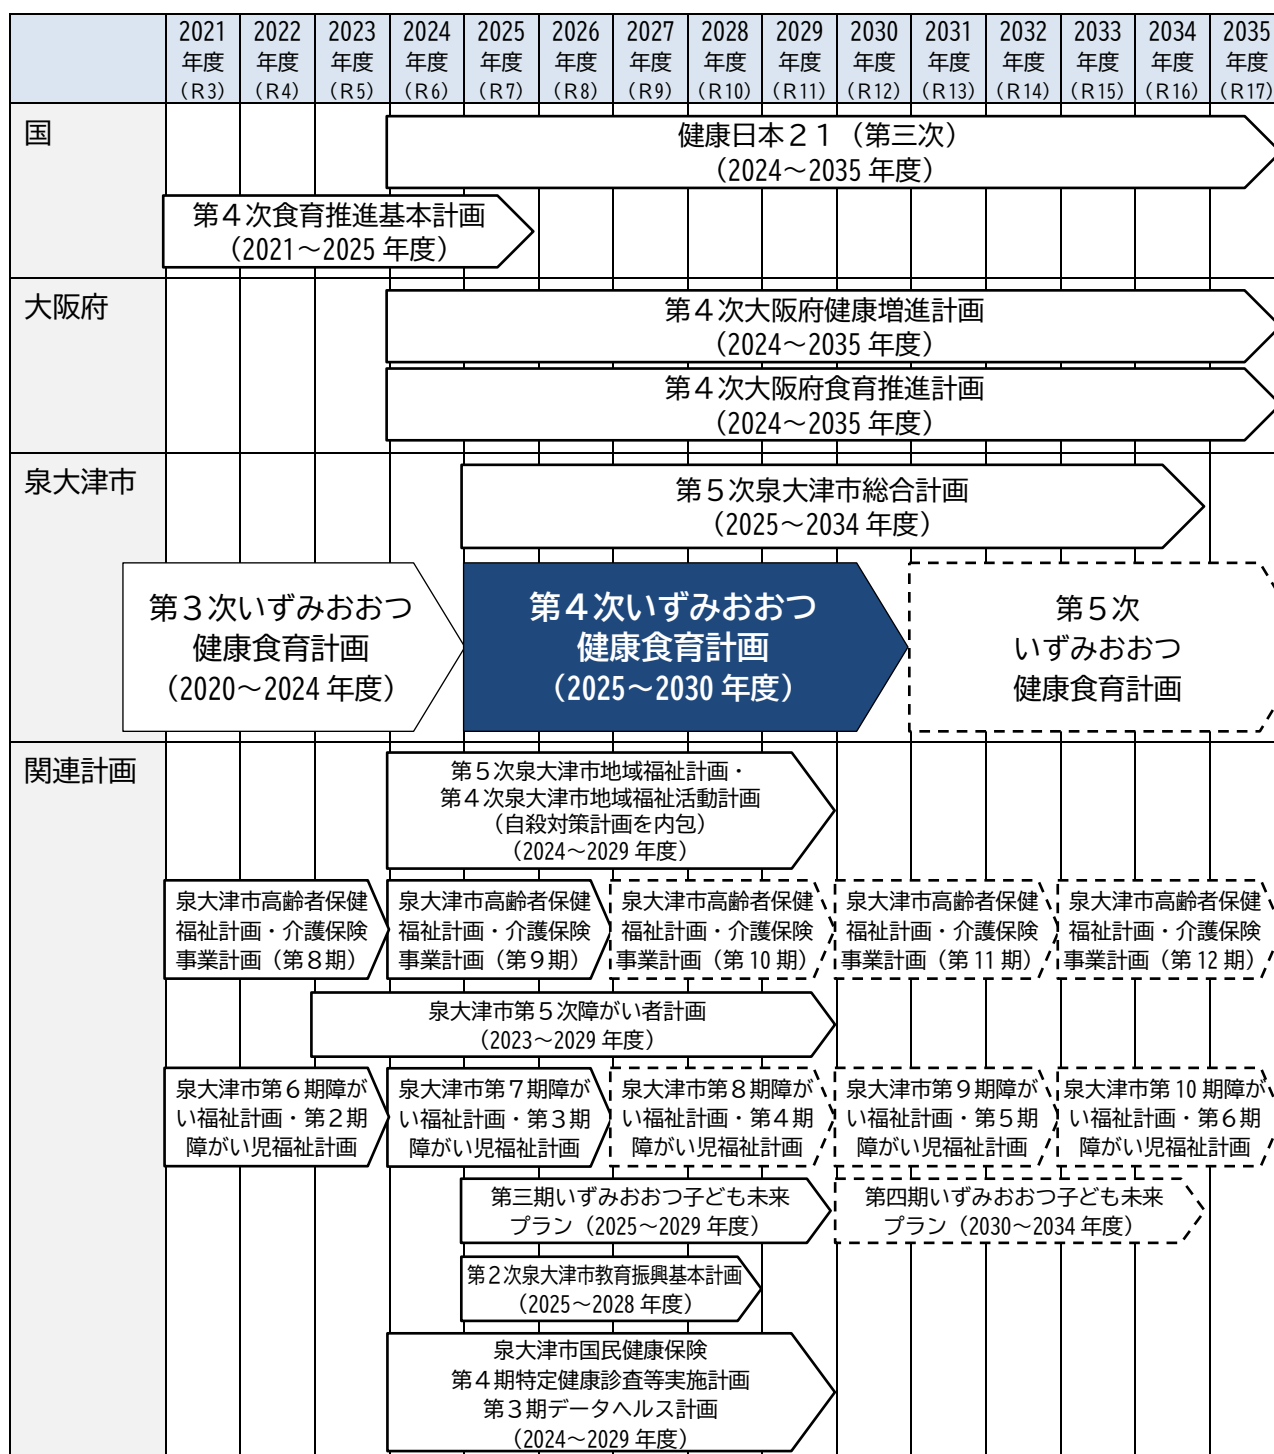 2021 2022 2023 2024 2025 2026 2027 2028 2029 2030 2031 2032 2033 2034 2035
年度 年度 年度 年度 年度 年度 年度 年度 年度 年度 年度 年度 年度 年度 年度
(R3) (R4) (R5) (R6) (R7) (R8) (R9) (R10) (R11) (R12) (R13) (R14) (R15) (R16) (R17)
国
健康日本２１（第三次）
（2024～2035 年度）
第４次食育推進基本計画
（2021～2025 年度）
大阪府
第４次大阪府健康増進計画
（2024～2035 年度）
第４次大阪府食育推進計画
（2024～2035 年度）
泉大津市
第５次泉大津市総合計画
（2025～2034 年度）
第３次いずみおおつ
健康食育計画
（2020～2024 年度）
第４次いずみおおつ
健康食育計画
（2025～2030 年度）
第５次
いずみおおつ
健康食育計画
関連計画
第５次泉大津市地域福祉計画・
第４次泉大津市地域福祉活動計画
（自殺対策計画を内包）
（2024～2029 年度）
泉大津市高齢者保健
福祉計画・介護保険
事業計画（第８期）
泉大津市高齢者保健
福祉計画・介護保険
事業計画（第９期）
泉大津市高齢者保健
福祉計画・介護保険
事業計画（第 10 期）
泉大津市高齢者保健
福祉計画・介護保険
事業計画（第 11 期）
泉大津市高齢者保健
福祉計画・介護保険
事業計画（第 12 期）
泉大津市第５次障がい者計画
（2023～2029 年度）
泉大津市第６期障が
い福祉計画・第２期
障がい児福祉計画
泉大津市第７期障が
い福祉計画・第３期
障がい児福祉計画
泉大津市第８期障が
い福祉計画・第４期
障がい児福祉計画
泉大津市第９期障が
い福祉計画・第５期
障がい児福祉計画
泉大津市第 10 期障が
い福祉計画・第６期
障がい児福祉計画
第三期いずみおおつ子ども未来
プラン（2025～2029 年度）
第四期いずみおおつ子ども未来
プラン（2030～2034 年度）
第２次泉大津市教育振興基本計画
（2025～2028 年度）
泉大津市国民健康保険
第４期特定健康診査等実施計画
第３期データヘルス計画
（2024～2029 年度）